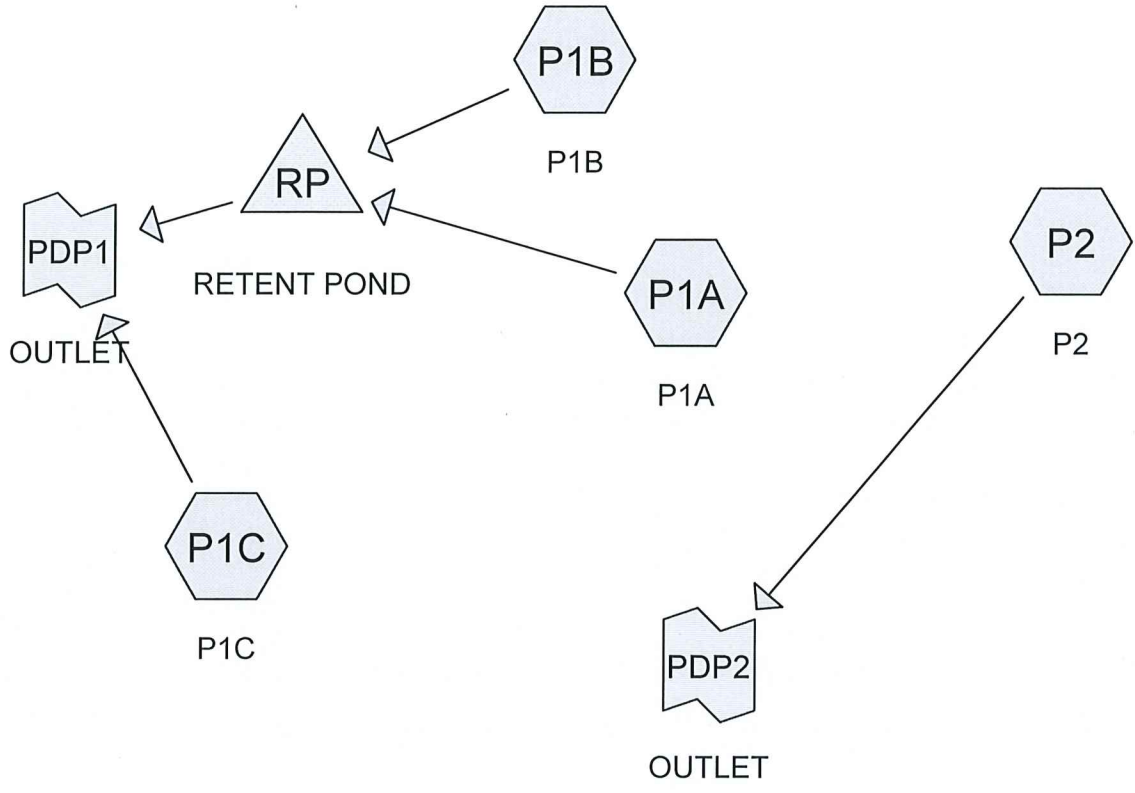 P1B
P1B
RP
RETENT POND
PDP1
OUTLET
P1A
P1A
P2
P2
P1C
P1C
PDP2
OUTLET